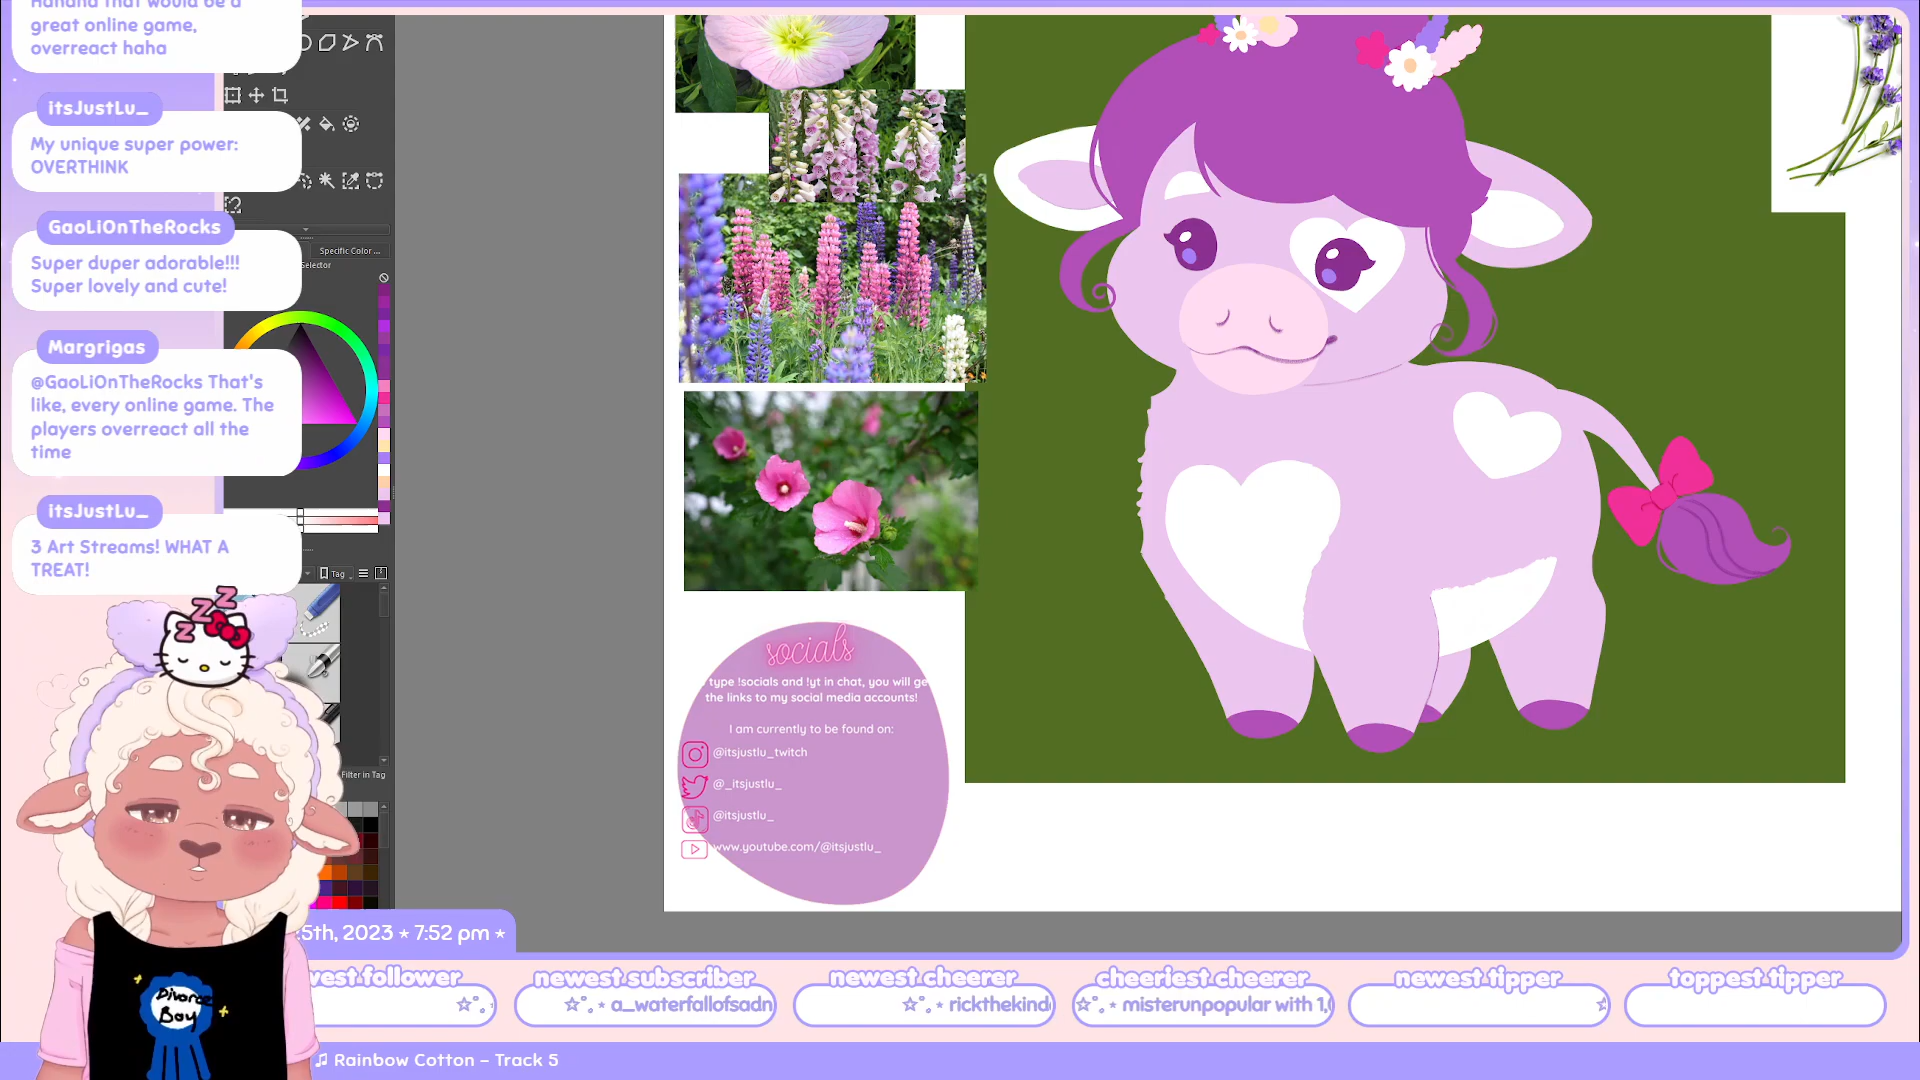 Hahaha that would be a
great online game,
overreact haha
itsJustLu_
My unique super power:
OVERTHINK
GaoLiOnTheRocks
Super duper adorable!!!
Super lovely and cute!
Margrigas
@GaoLiOnTheRocks That's
like, every online game. The
players overreact all the
time
itsJustLu_
3 Art Streams! WHAT A
TREAT!
Specific Color ...
Selector
Tag
Filter in Tag
z z z
Divorce
Boy
socials
type !socials and !yt in chat, you will ge
the links to my social media accounts!
I am currently to be found on:
@itsjustlu_twitch
@_itsjustlu_
@itsjustlu_
www.youtube.com/@itsjustlu_
5th, 2023 ★ 7:52 pm ★
west follower
newest subscriber
a_waterfallofsadn
newest cheerer
rickthekind
cheeriest cheerer
misterunpopular with 1,
newest tipper
toppest tipper
♫ Rainbow Cotton - Track 5